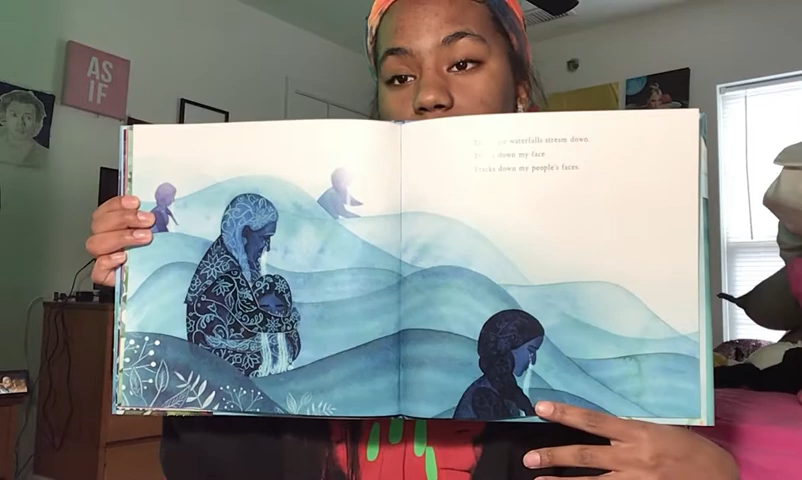 AS
IF
waterfalls stream down.
down my face
Tracks down my people's faces.